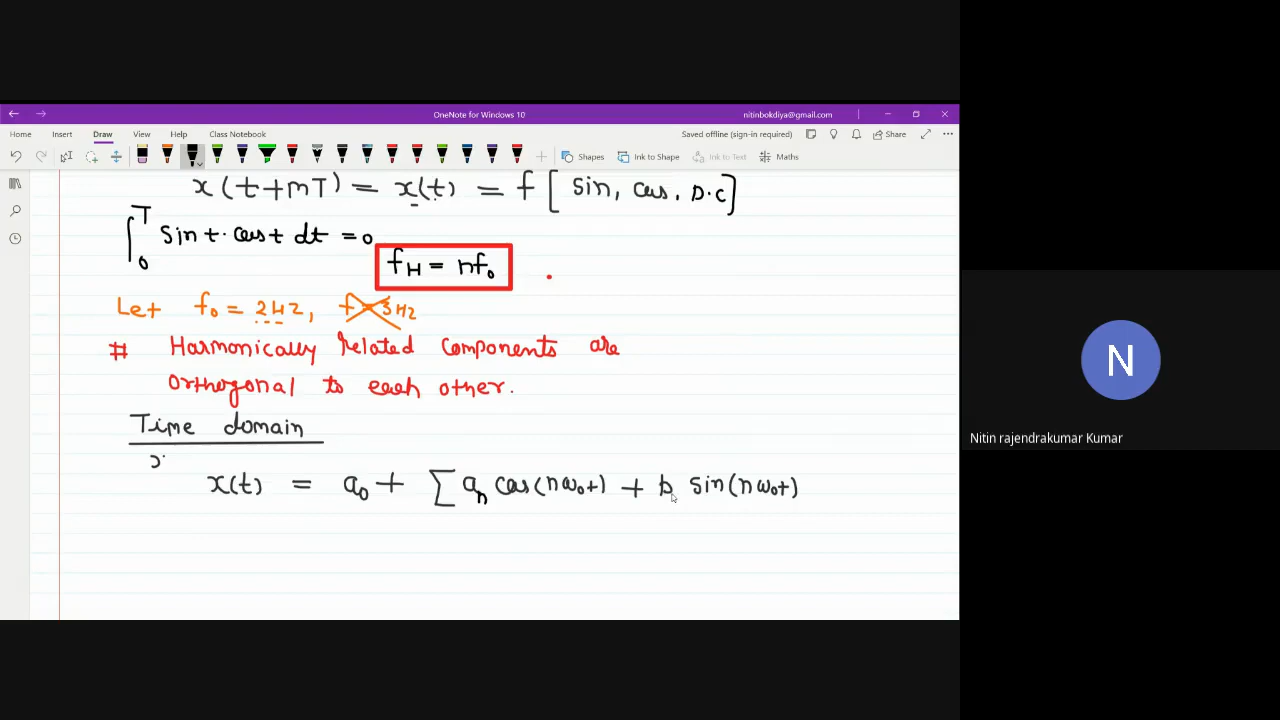 OneNote for Windows 10
nitinbokdiya@gmail.com
Home Insert Draw View Help Class Notebook
Saved offline (sign-in required) Share
Shapes Ink to Shape Ink to Text Maths
x(t+mT) = x(t) = f [ sin, cos, D.C]
∫₀ᵀ sin t. cos t dt = 0
fH = nf₀
Let f₀ = 2Hz, f = 3Hz
# Harmonically related components are
orthogonal to each other.
Time domain
x(t) = a₀ + ∑ aₙ cos(nω₀t) + b sin(nω₀t)
N
Nitin rajendrakumar Kumar